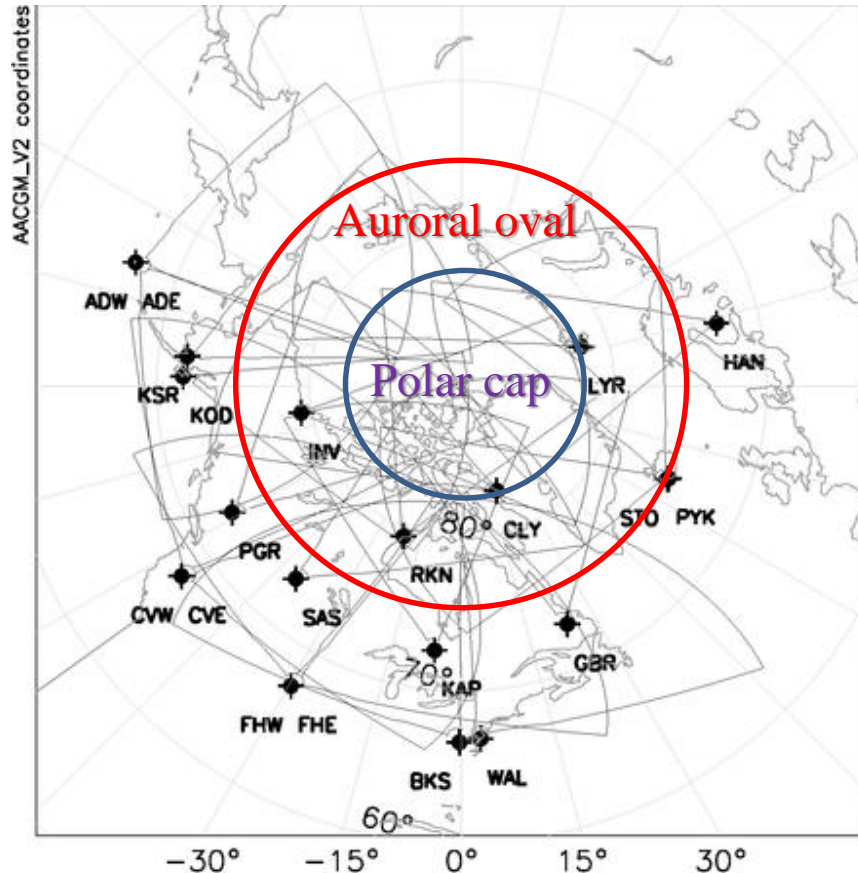 AACGM_V2 coordinates
Auroral oval
ADW ADE
HAN
KSR
KOD
Polar cap
LYR
INV
STO PYK
80°
CLY
PGR
RKN
CVW CVE
SAS
GBR
70°
KAP
FHW FHE
BKS
WAL
60°
-30°
-15°
0°
15°
30°